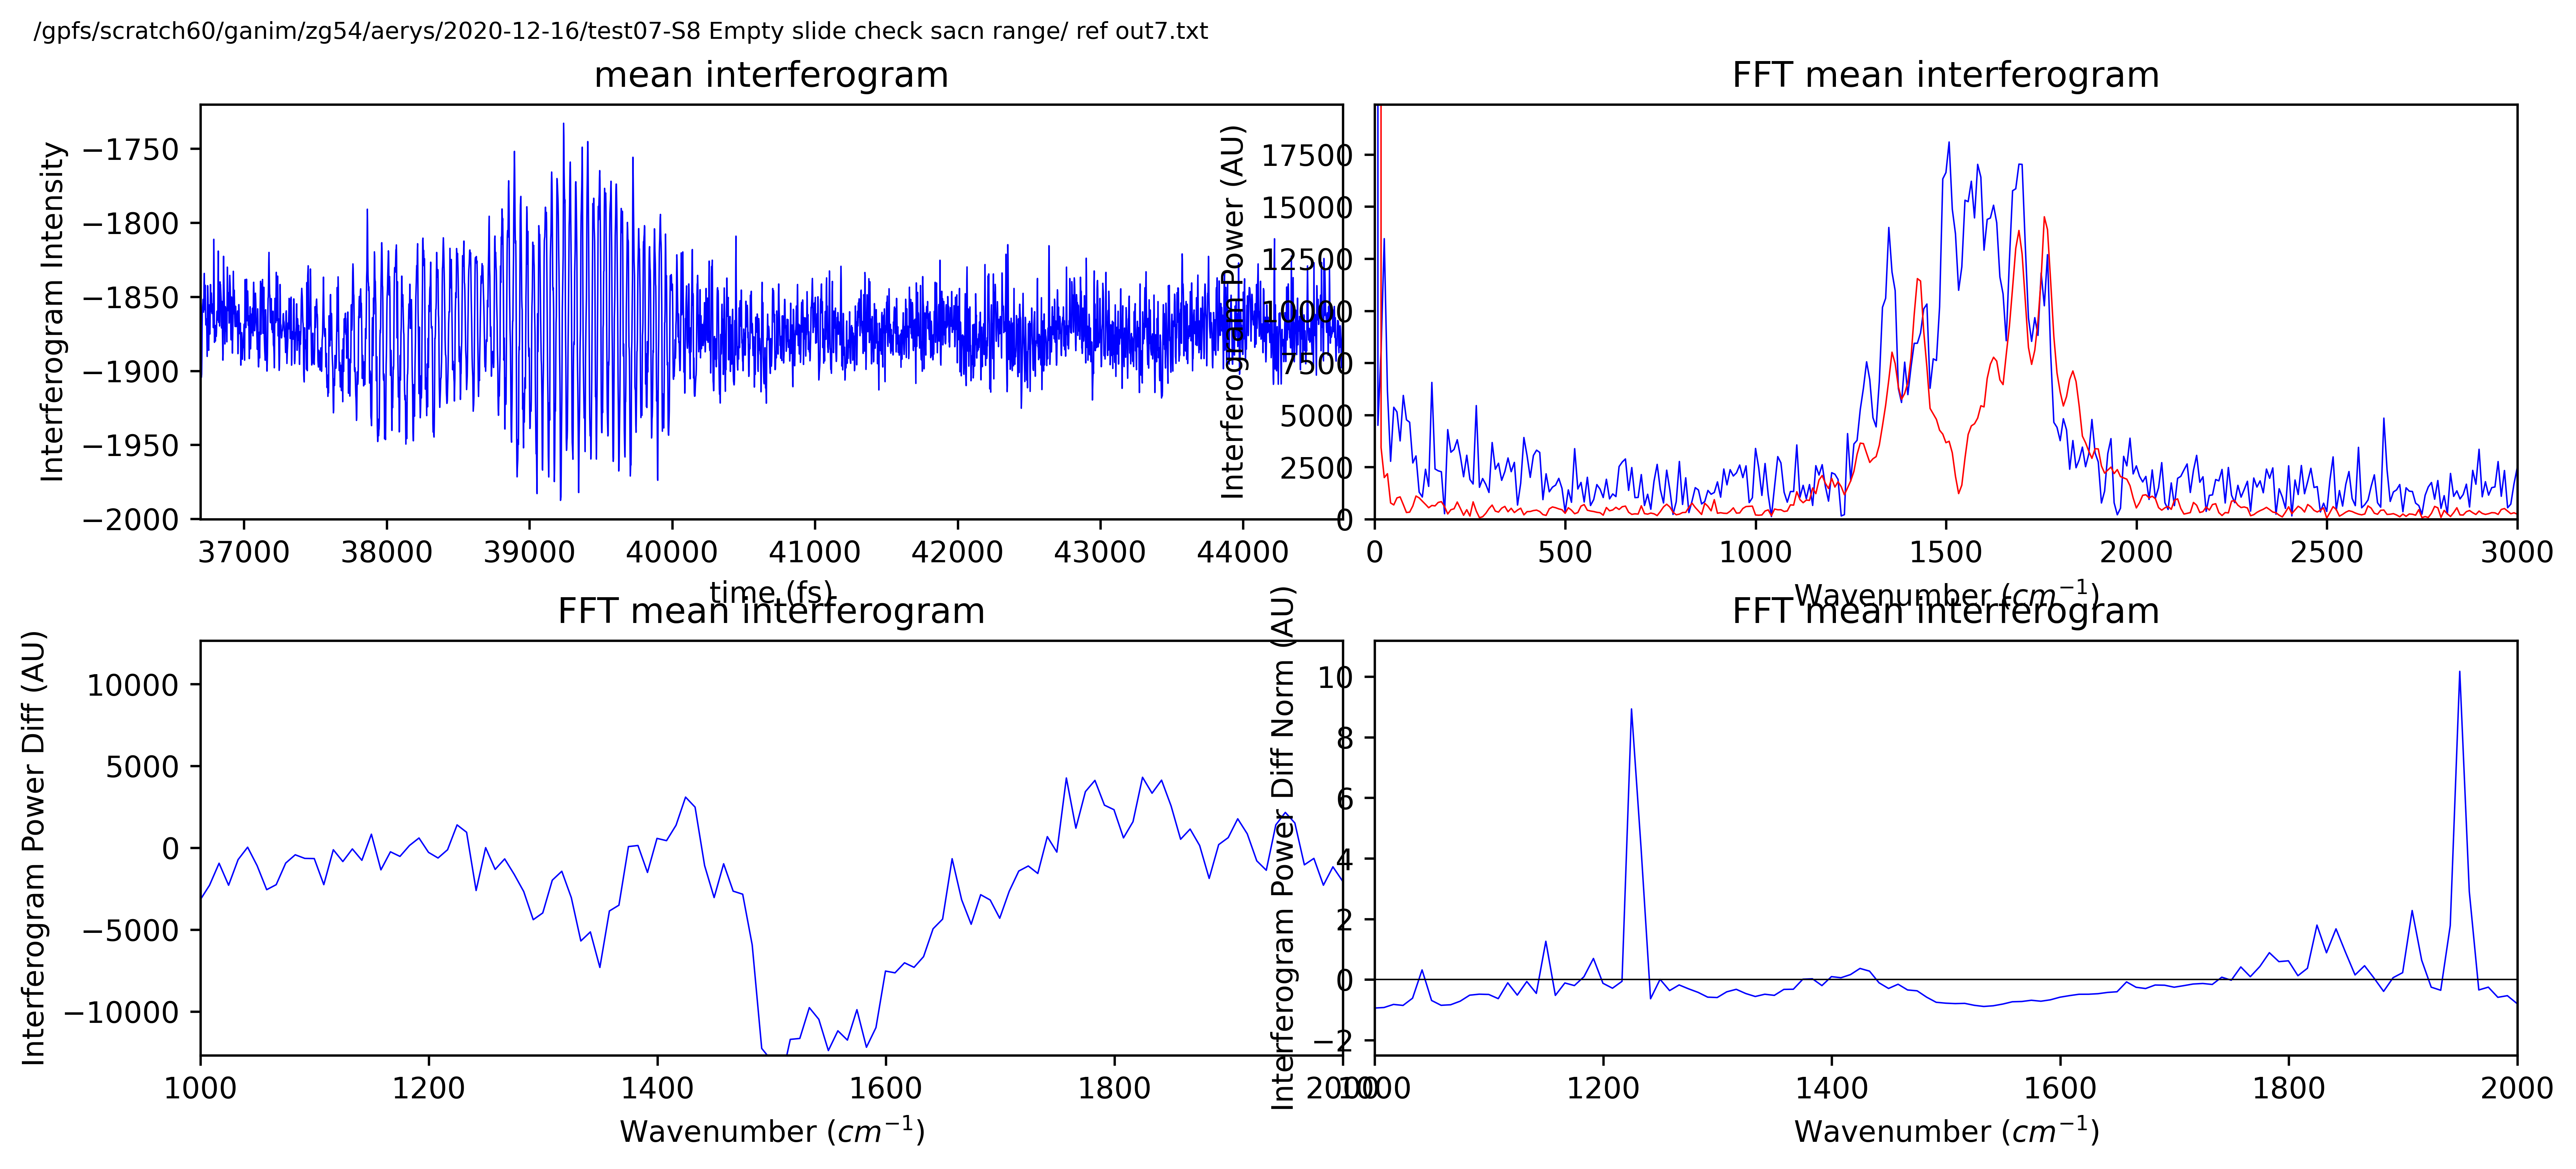 /gpfs/scratch60/ganim/zg54/aerys/2020-12-16/test07-S8 Empty slide check sacn range/ ref out7.txt
mean interferogram
Interferogram Intensity
−1750
−1800
−1850
−1900
−1950
−2000
37000 38000 39000 40000 41000 42000 43000 44000
time (fs)
FFT mean interferogram
Interferogram Power (AU)
17500
15000
12500
10000
7500
5000
2500
0
0 500 1000 1500 2000 2500 3000
Wavenumber (cm⁻¹)
FFT mean interferogram
Interferogram Power Diff (AU)
10000
5000
0
−5000
−10000
1000 1200 1400 1600 1800 2000
Wavenumber (cm⁻¹)
FFT mean interferogram
Interferogram Power Diff Norm (AU)
10
8
6
4
2
0
−2
1000 1200 1400 1600 1800 2000
Wavenumber (cm⁻¹)